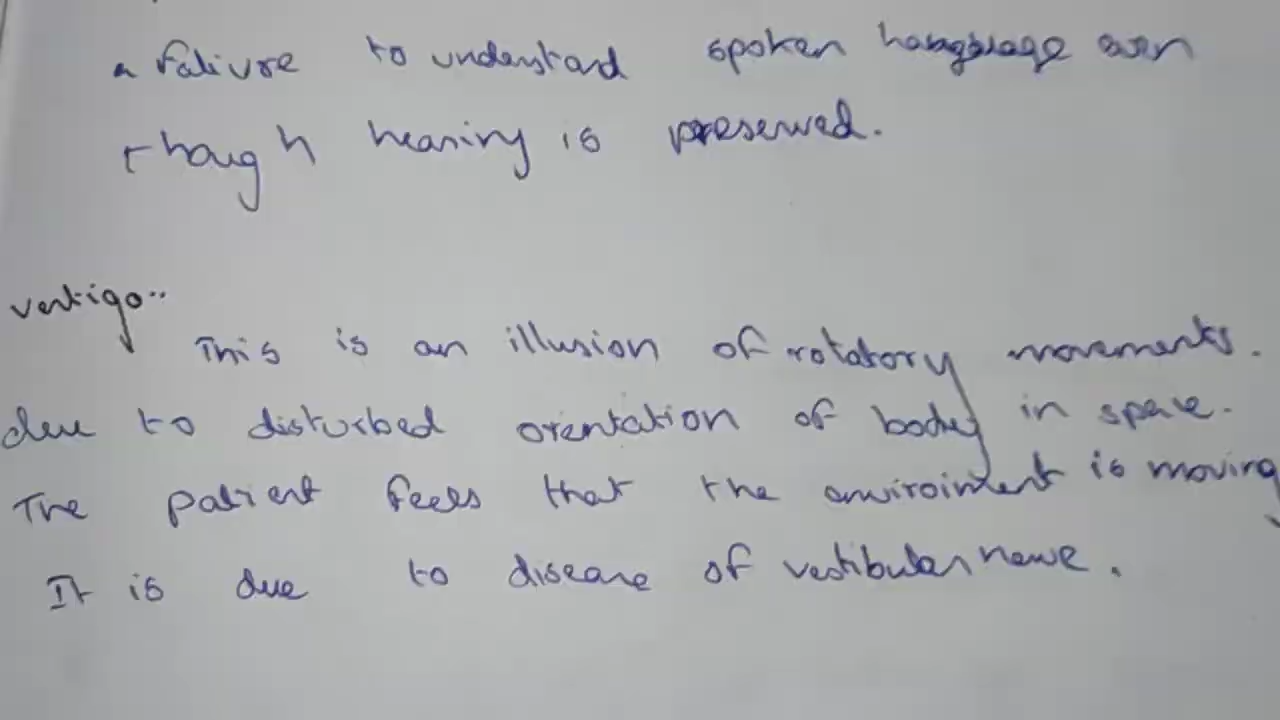 a failure to understand spoken language even
though hearing is preserved.
vertigo..
This is an illusion of rotatory movements.
due to disturbed orentation of body in space.
The patient feels that the enviroinment is moving
It is due to disease of vestibular nerve.